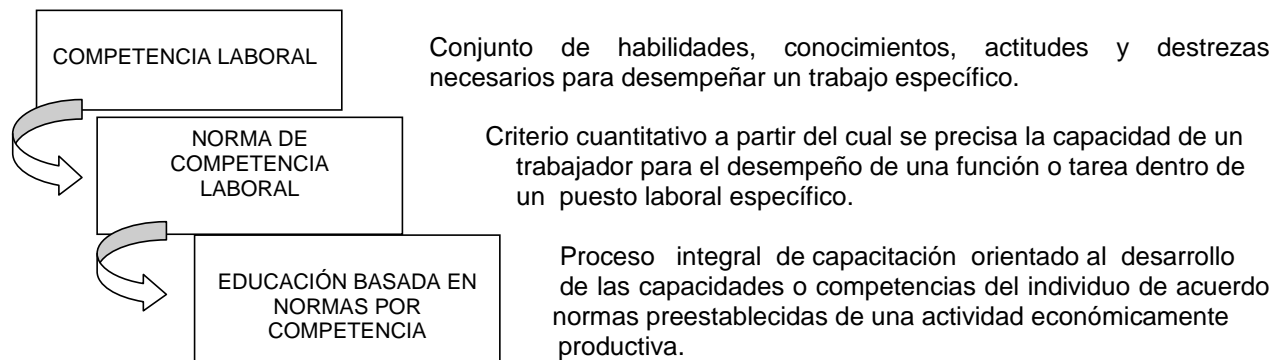 COMPETENCIA LABORAL
Conjunto de habilidades, conocimientos, actitudes y destrezas
necesarios para desempeñar un trabajo específico.
NORMA DE
COMPETENCIA
LABORAL
Criterio cuantitativo a partir del cual se precisa la capacidad de un
trabajador para el desempeño de una función o tarea dentro de
un puesto laboral específico.
EDUCACIÓN BASADA EN
NORMAS POR
COMPETENCIA
Proceso integral de capacitación orientado al desarrollo
de las capacidades o competencias del individuo de acuerdo
normas preestablecidas de una actividad económicamente
productiva.